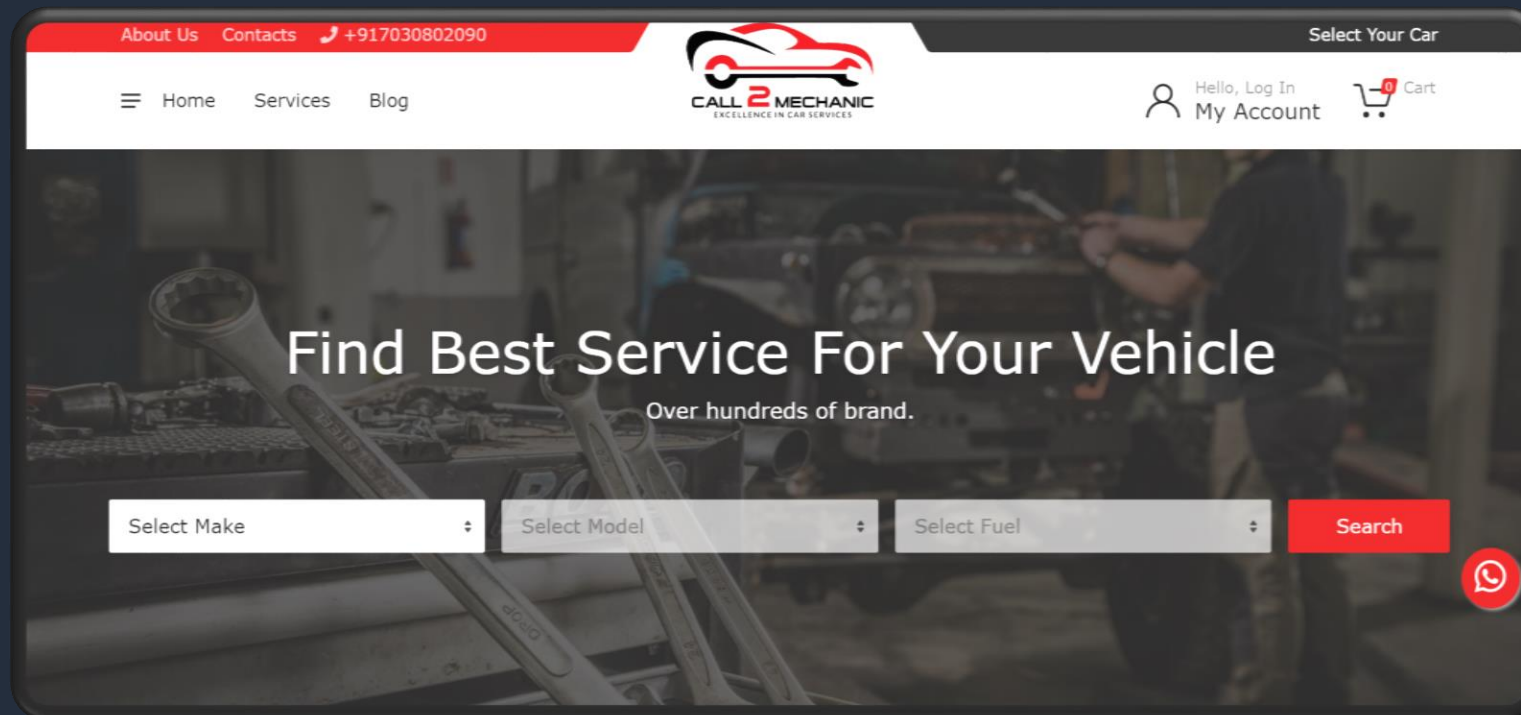 About Us Contacts +917030802090
Select Your Car
Home Services Blog
CALL 2 MECHANIC
EXCELLENCE IN CAR SERVICES
Hello, Log In
My Account
0 Cart
Find Best Service For Your Vehicle
Over hundreds of brand.
Select Make Select Model Select Fuel Search
DROP